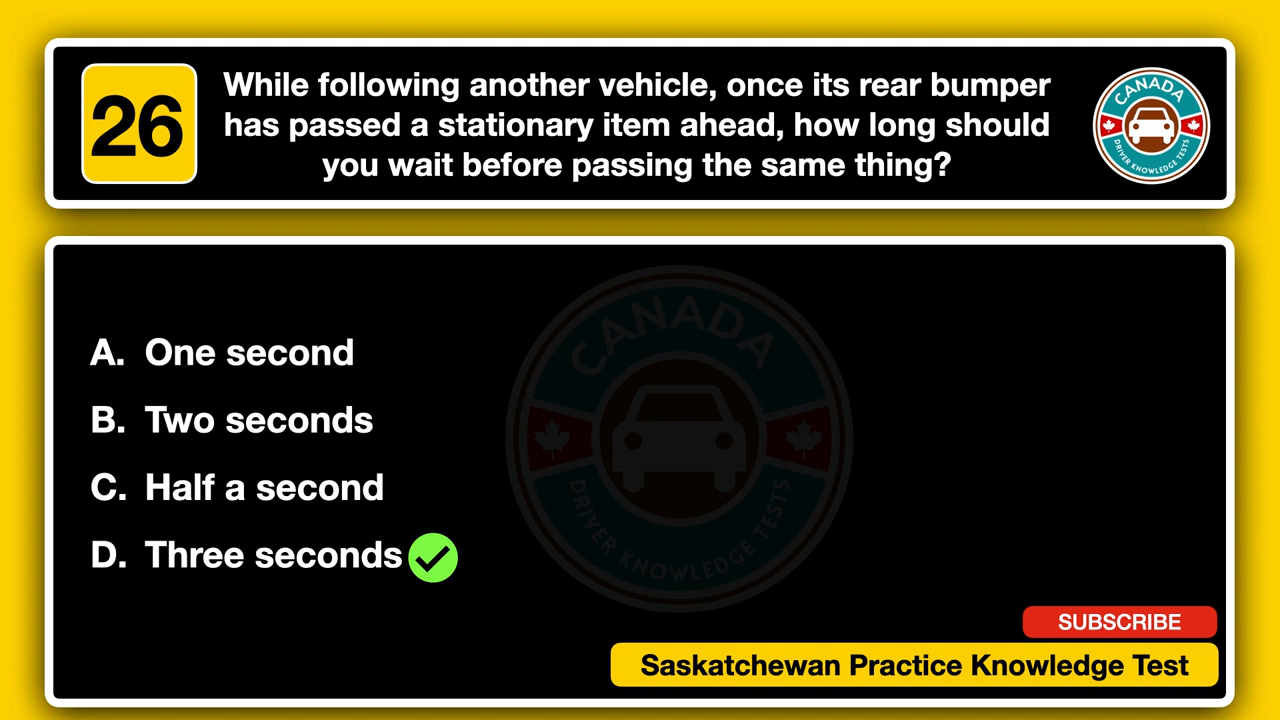 26
While following another vehicle, once its rear bumper
has passed a stationary item ahead, how long should
you wait before passing the same thing?
CANADA
DRIVER KNOWLEDGE TESTS
A. One second
B. Two seconds
C. Half a second
D. Three seconds
CANADA
DRIVER KNOWLEDGE TESTS
SUBSCRIBE
Saskatchewan Practice Knowledge Test